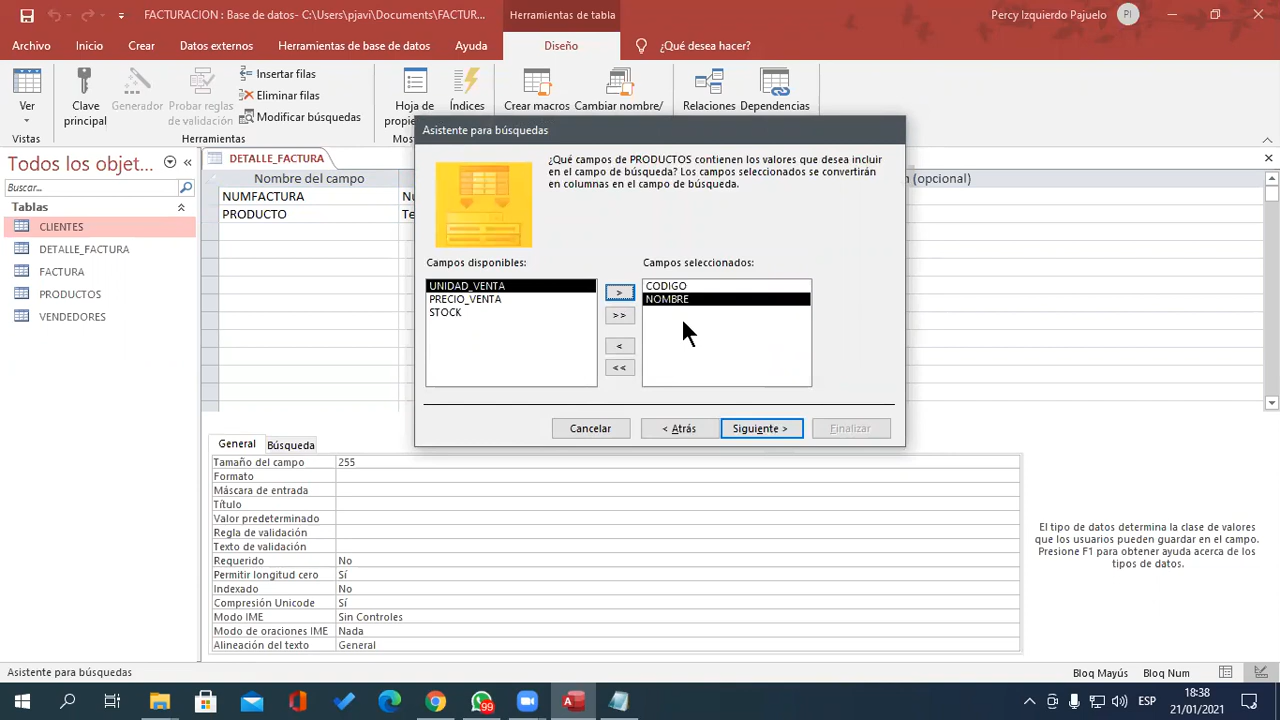 FACTURACION : Base de datos- C:\Users\pjavi\Documents\FACTUR...
Herramientas de tabla
Percy Izquierdo Pajuelo
PI
Archivo
Inicio
Crear
Datos externos
Herramientas de base de datos
Ayuda
Diseño
¿Qué desea hacer?
Ver
Clave principal
Generador
Probar reglas de validación
Insertar filas
Eliminar filas
Modificar búsquedas
Hoja de
Índices
Crear macros
Cambiar nombre/
Relaciones
Dependencias
Vistas
Herramientas
Todos los objet...
Buscar...
Tablas
CLIENTES
DETALLE_FACTURA
FACTURA
PRODUCTOS
VENDEDORES
DETALLE_FACTURA
Nombre del campo
(opcional)
NUMFACTURA
PRODUCTO
Asistente para búsquedas
¿Qué campos de PRODUCTOS contienen los valores que desea incluir
en el campo de búsqueda? Los campos seleccionados se convertirán
en columnas en el campo de búsqueda.
Campos disponibles:
Campos seleccionados:
UNIDAD_VENTA
PRECIO_VENTA
STOCK
>
>>
<
<<
CODIGO
NOMBRE
Cancelar
< Atrás
Siguiente >
Finalizar
General
Búsqueda
Tamaño del campo 255
Formato
Máscara de entrada
Título
Valor predeterminado
Regla de validación
Texto de validación
Requerido No
Permitir longitud cero Sí
Indexado No
Compresión Unicode Sí
Modo IME Sin Controles
Modo de oraciones IME Nada
Alineación del texto General
El tipo de datos determina la clase de valores
que los usuarios pueden guardar en el campo.
Presione F1 para obtener ayuda acerca de los
tipos de datos.
Asistente para búsquedas
Bloq Mayús
Bloq Num
99
ESP
18:38
21/01/2021